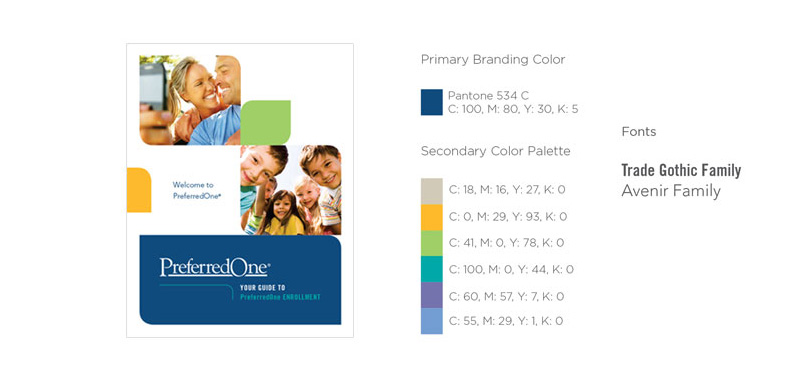 Welcome to
PreferredOne®
PreferredOne®
YOUR GUIDE TO
PreferredOne ENROLLMENT
Primary Branding Color
Pantone 534 C
C: 100, M: 80, Y: 30, K: 5
Secondary Color Palette
C: 18, M: 16, Y: 27, K: 0
C: 0, M: 29, Y: 93, K: 0
C: 41, M: 0, Y: 78, K: 0
C: 100, M: 0, Y: 44, K: 0
C: 60, M: 57, Y: 7, K: 0
C: 55, M: 29, Y: 1, K: 0
Fonts
Trade Gothic Family
Avenir Family